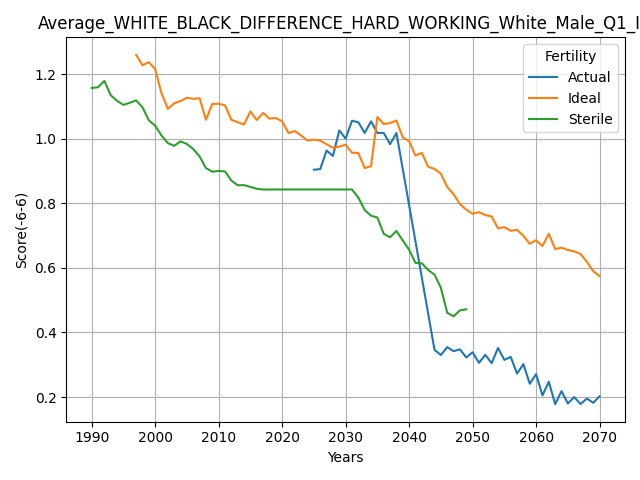 Average_WHITE_BLACK_DIFFERENCE_HARD_WORKING_White_Male_Q1_I
Fertility
Actual
Ideal
Sterile
Score(-6-6)
1.2
1.0
0.8
0.6
0.4
0.2
1990 2000 2010 2020 2030 2040 2050 2060 2070
Years